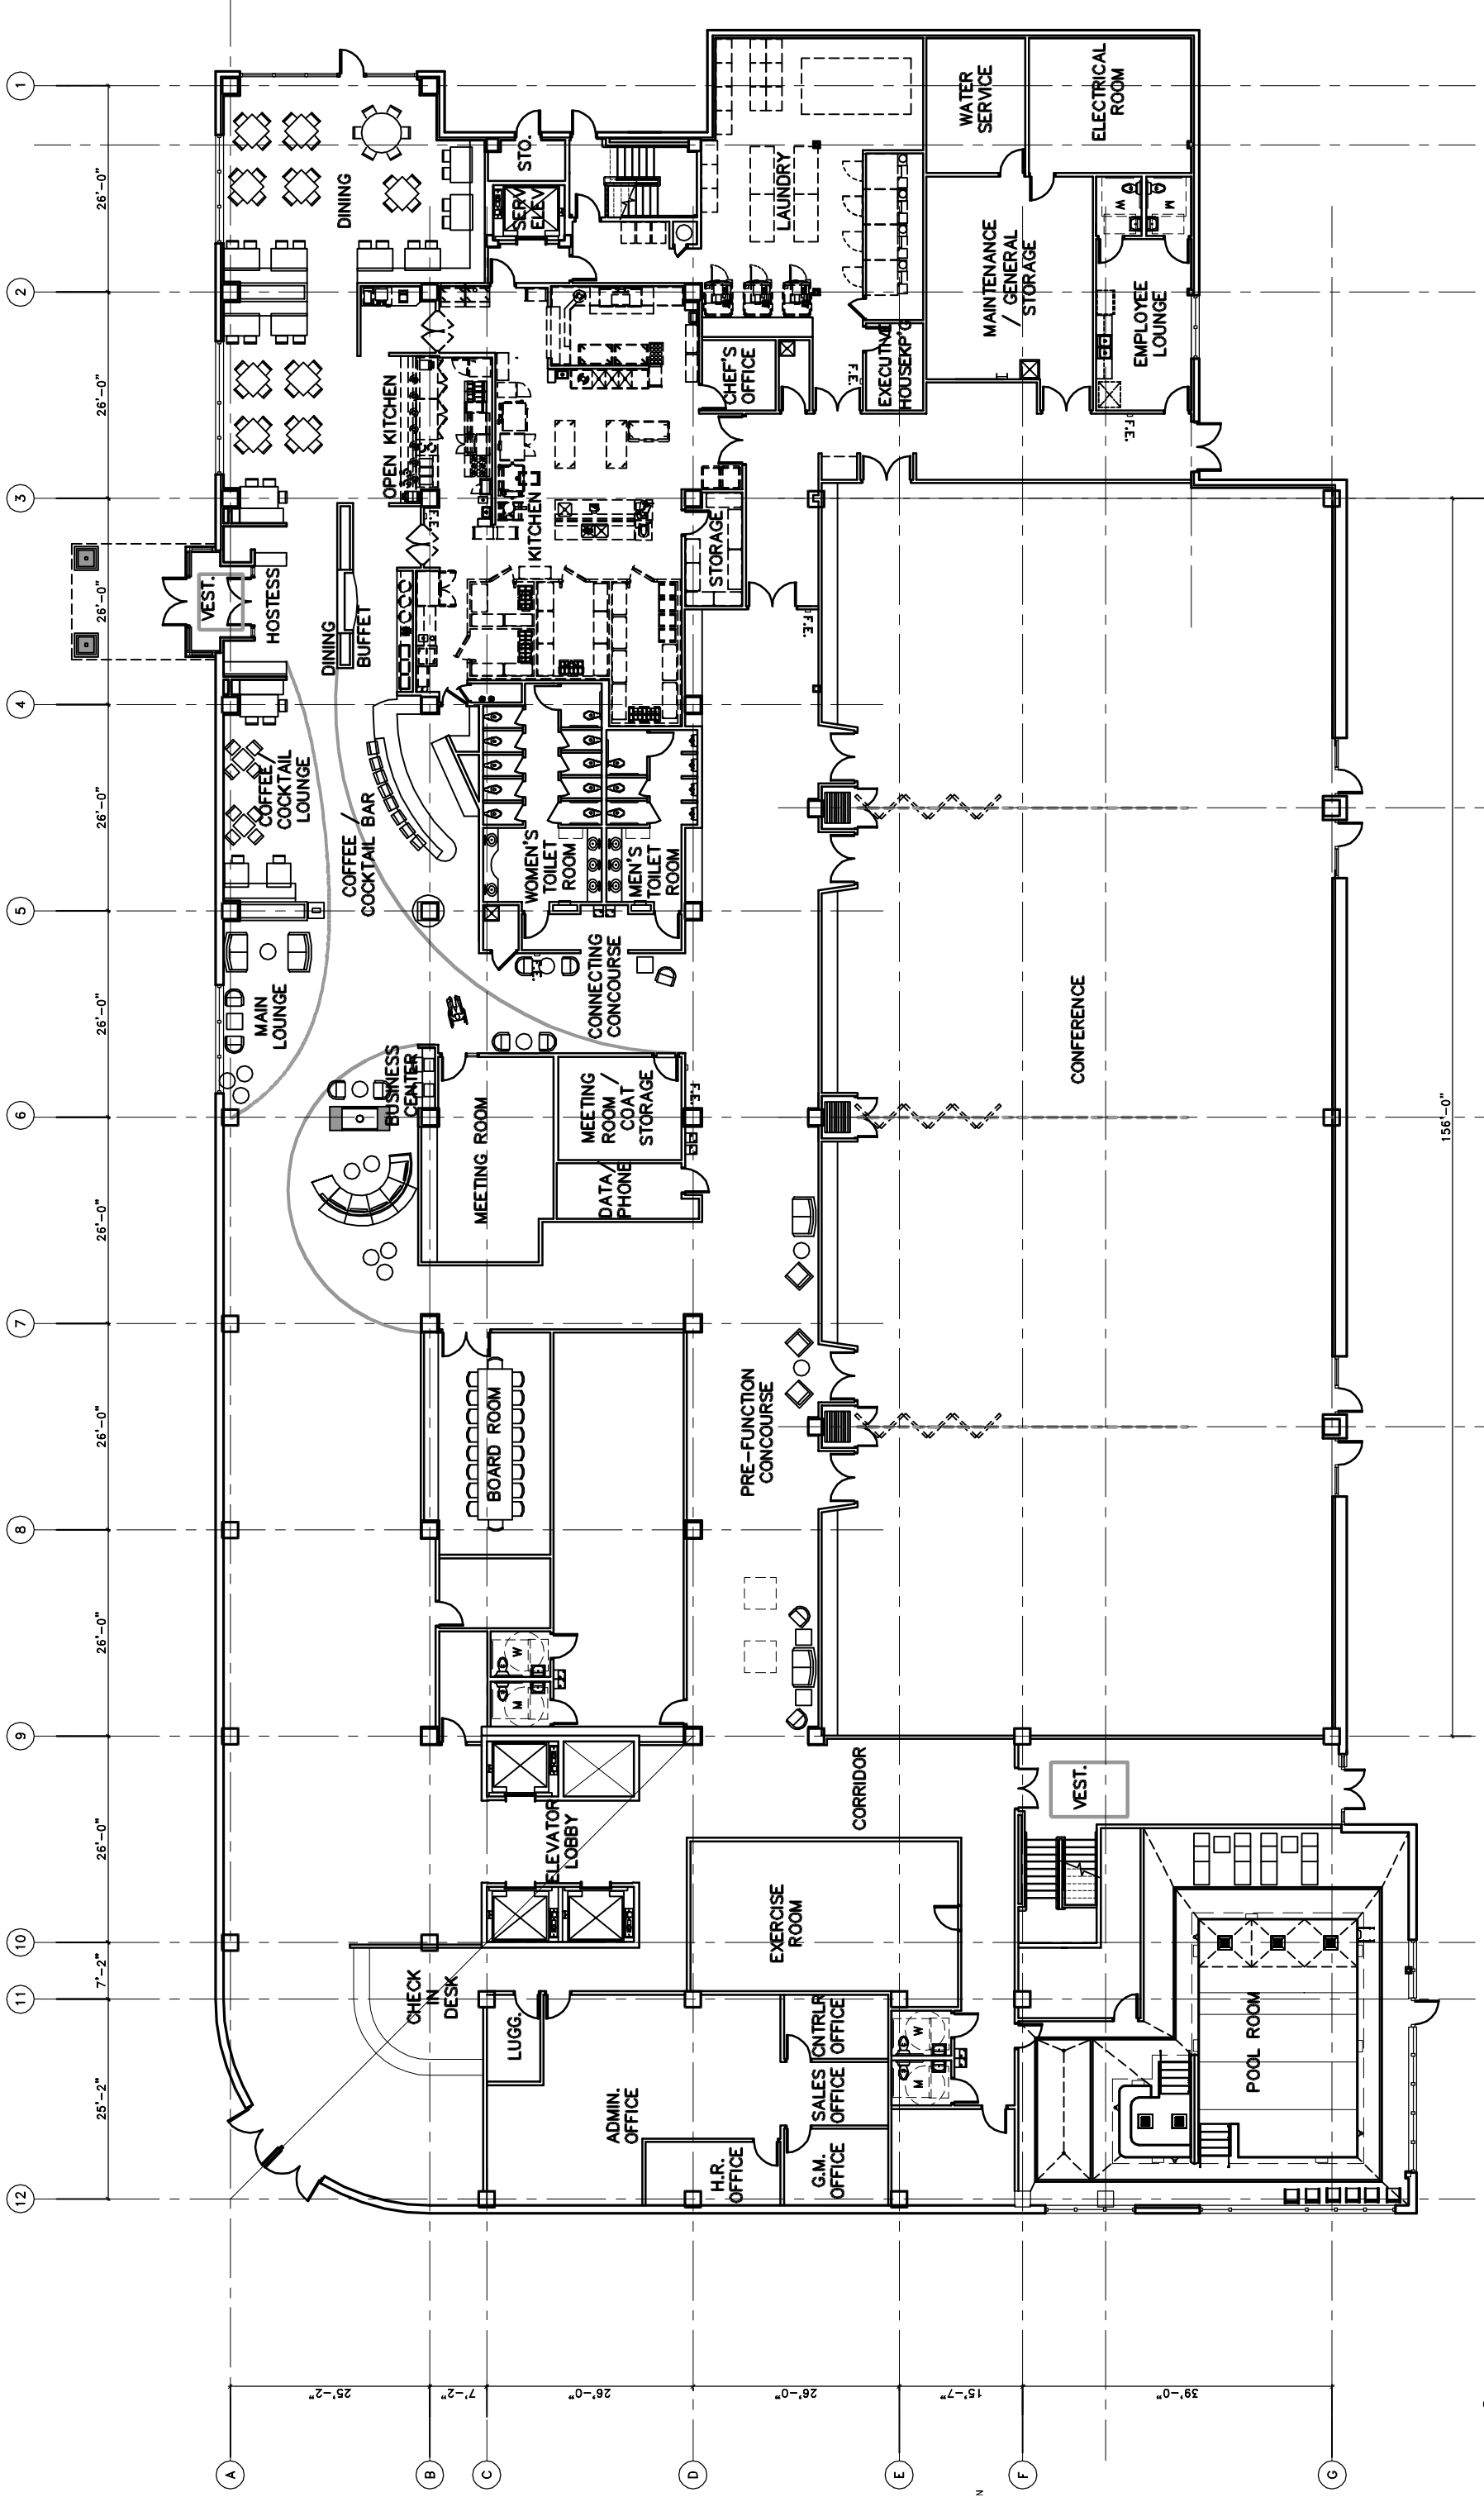 1
2
3
4
5
6
7
8
9
10
11
12
26'-0"
26'-0"
26'-0"
26'-0"
26'-0"
26'-0"
26'-0"
26'-0"
26'-0"
7'-2"
25'-2"
156'-0"
A
B
C
D
E
F
G
25'-2"
7'-2"
26'-0"
26'-0"
15'-7"
39'-0"
N
DINING
STO.
SERV
ELEV
LAUNDRY
WATER
SERVICE
ELECTRICAL
ROOM
MAINTENANCE
/ GENERAL
STORAGE
W
M
EMPLOYEE
LOUNGE
F.E.
OPEN KITCHEN
F.E.
KITCHEN
CHEF'S
OFFICE
F.E.
EXECUTIVE
HOUSEKP'G
STORAGE
F.E.
VEST.
HOSTESS
DINING
BUFFET
COFFEE/
COCKTAIL
LOUNGE
COFFEE /
COCKTAIL BAR
WOMEN'S
TOILET
ROOM
MEN'S
TOILET
ROOM
MAIN
LOUNGE
F.E.
CONNECTING
CONCOURSE
CONFERENCE
BUSINESS
CENTER
MEETING ROOM
MEETING
ROOM /
COAT
STORAGE
F.E.
DATA/
PHONE
BOARD ROOM
PRE-FUNCTION
CONCOURSE
W
M
ELEVATOR
LOBBY
CORRIDOR
VEST.
EXERCISE
ROOM
CHECK
IN
DESK
LUGG.
ADMIN.
OFFICE
CNTRLR
OFFICE
SALES
OFFICE
H.R.
OFFICE
G.M.
OFFICE
W
M
POOL ROOM